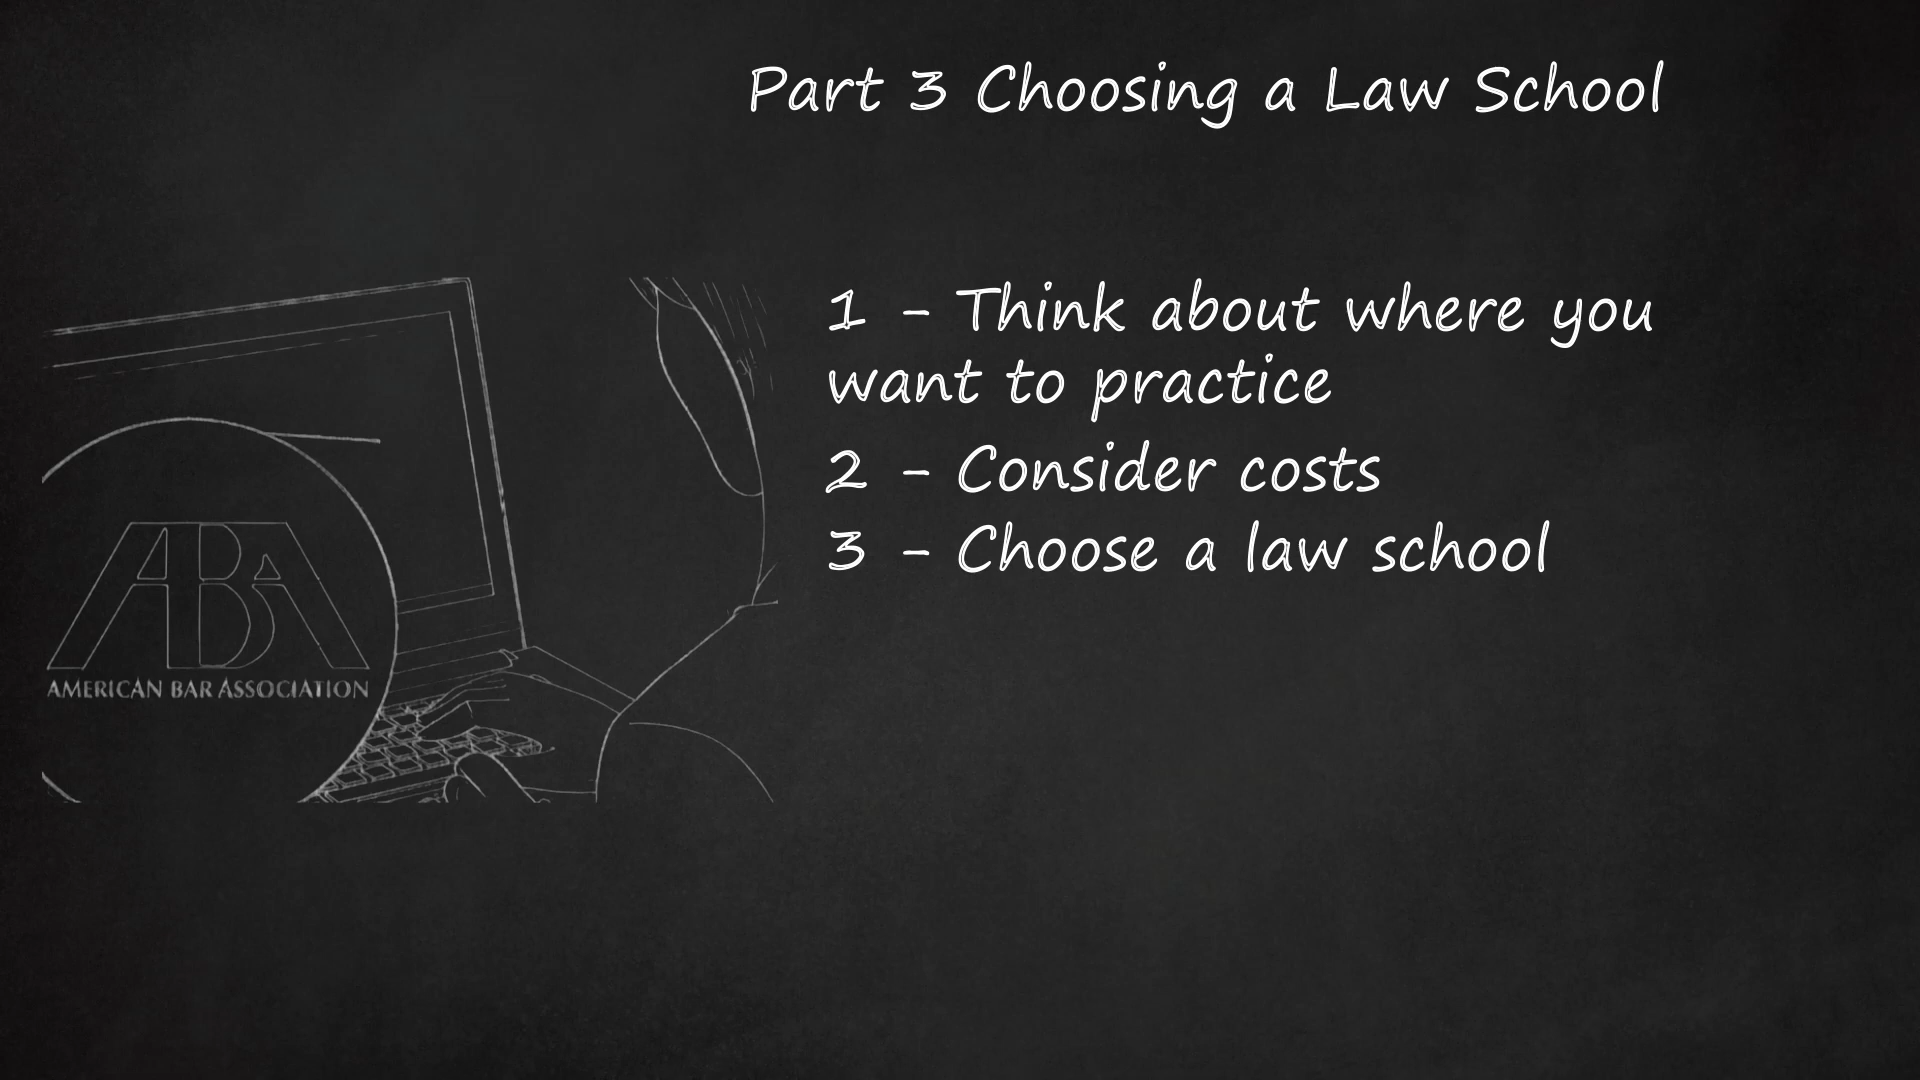 Part 3 Choosing a Law School
1 - Think about where you
want to practice
2 - Consider costs
3 - Choose a law school
ABA
AMERICAN BAR ASSOCIATION